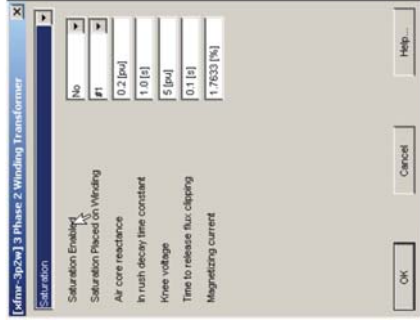 [xfmr-3p2w] 3 Phase 2 Winding Transformer
Saturation
Saturation Enabled No
Saturation Placed on Winding #1
Air core reactance 0.2 [pu]
In rush decay time constant 1.0 [s]
Knee voltage 5 [pu]
Time to release flux clipping 0.1 [s]
Magnetizing current 1.7633 [%]
OK Cancel Help...